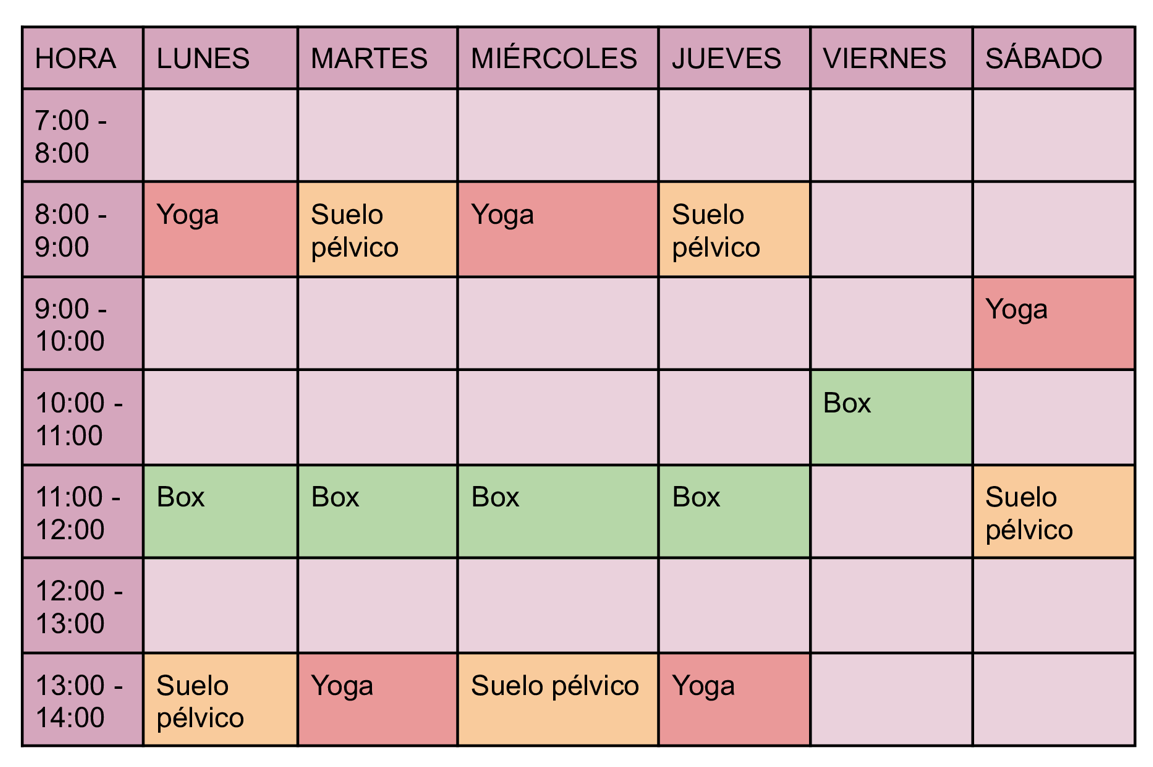 HORA LUNES MARTES MIÉRCOLES JUEVES VIERNES SÁBADO
7:00 -
8:00
8:00 - Yoga Suelo Yoga Suelo
9:00 pélvico pélvico
9:00 - Yoga
10:00
10:00 - Box
11:00
11:00 - Box Box Box Box Suelo
12:00 pélvico
12:00 -
13:00
13:00 - Suelo Yoga Suelo pélvico Yoga
14:00 pélvico